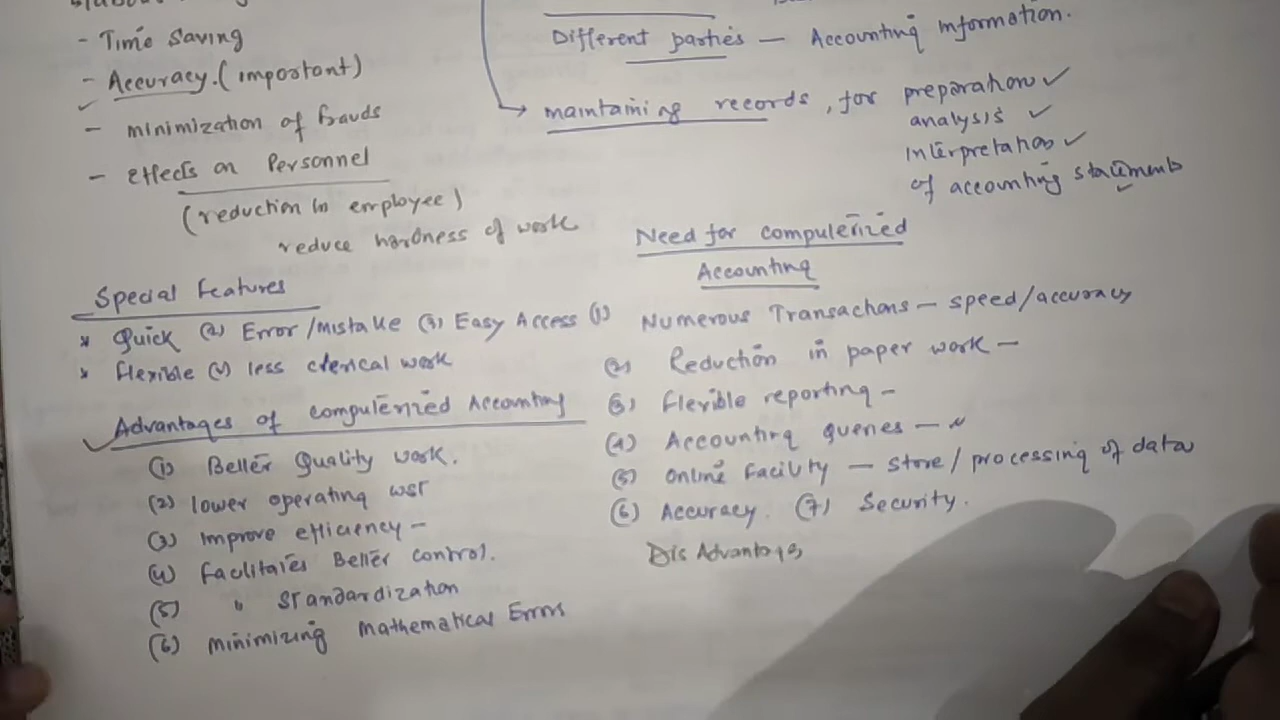 - Time Saving
- Accuracy. (important)
- minimization of frauds
- effects on Personnel
(reduction in employee)
reduce hardness of work
Different parties — Accounting information.
→ maintaining records, for preparation ✓
analysis ✓
interpretation ✓
of accounting statements
Special Features
* Quick (2) Error/mistake (3) Easy Access
* flexible (5) less clerical work
Advantages of computerized Accounting
(1) Better Quality work.
(2) lower operating cost
(3) Improve efficiency -
(4) facilitates Better control.
(5) " standardization
(6) minimizing mathematical Errors
Need for computerized
Accounting
(1) Numerous Transactions — speed/accuracy
(2) Reduction in paper work —
(3) flexible reporting -
(4) Accounting queries —
(5) online facility — store/processing of data
(6) Accuracy. (7) Security.
Dis Advantages